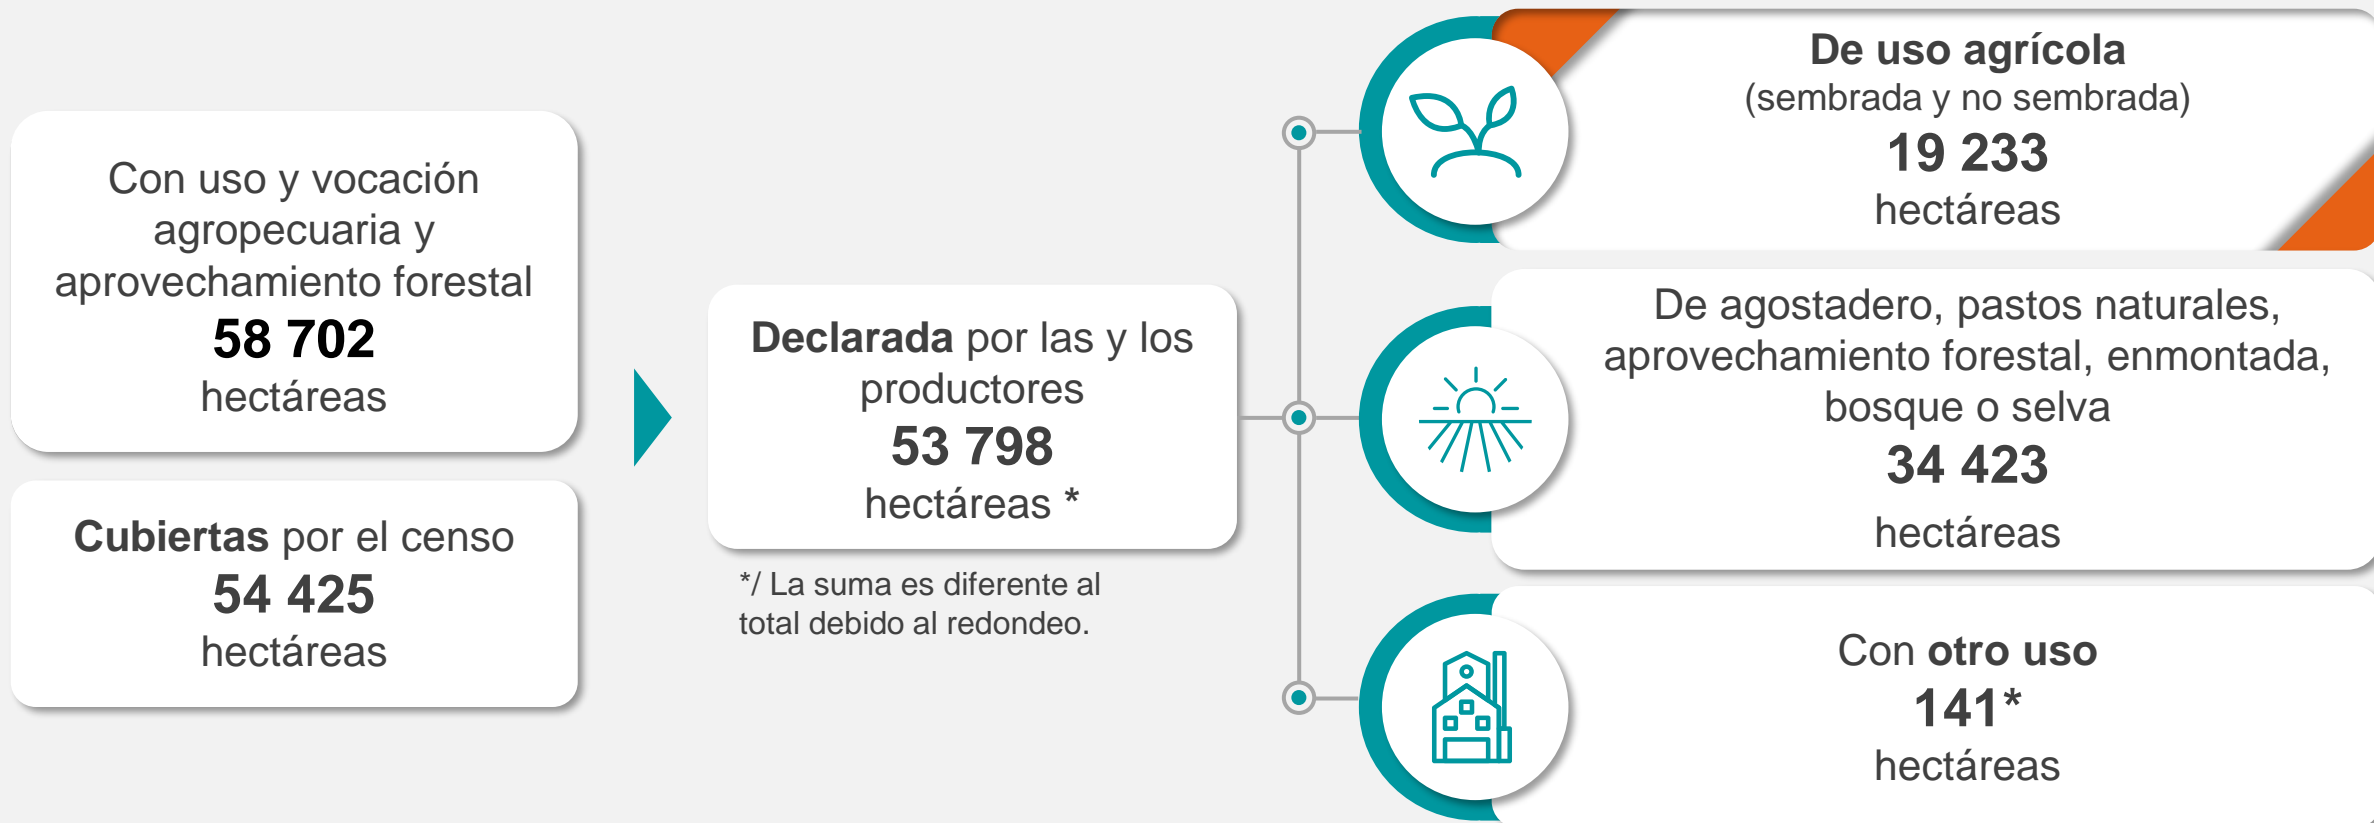 Con uso y vocación
agropecuaria y
aprovechamiento forestal
58 702
hectáreas
Cubiertas por el censo
54 425
hectáreas
Declarada por las y los
productores
53 798
hectáreas *
*/ La suma es diferente al
total debido al redondeo.
De uso agrícola
(sembrada y no sembrada)
19 233
hectáreas
De agostadero, pastos naturales,
aprovechamiento forestal, enmontada,
bosque o selva
34 423
hectáreas
Con otro uso
141*
hectáreas